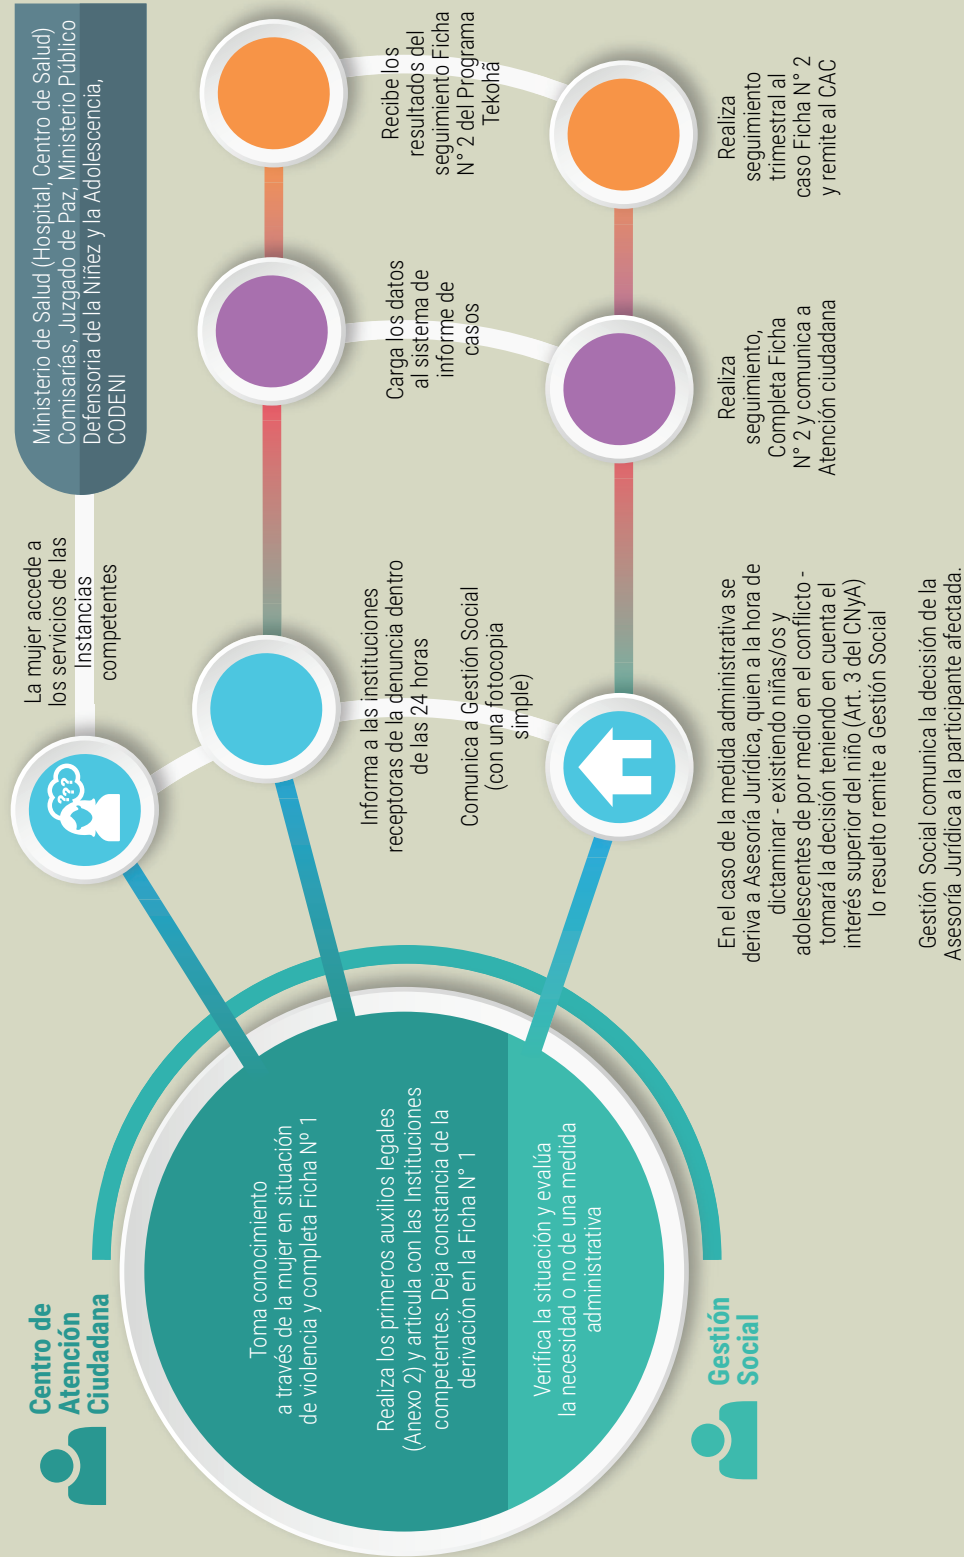 Centro de
Atención
Ciudadana
Toma conocimiento
a través de la mujer en situación
de violencia y completa Ficha Nº 1
Realiza los primeros auxilios legales
(Anexo 2) y articula con las Instituciones
competentes. Deja constancia de la
derivación en la Ficha N° 1
Verifica la situación y evalúa
la necesidad o no de una medida
administrativa
Gestión
Social
???
La mujer accede a
los servicios de las
Instancias
competentes
Ministerio de Salud (Hospital, Centro de Salud)
Comisarías, Juzgado de Paz, Ministerio Público
Defensoria de la Niñez y la Adolescencia,
CODENI
Informa a las instituciones
receptoras de la denuncia dentro
de las 24 horas
Comunica a Gestión Social
(con una fotocopia
simple)
Carga los datos
al sistema de
informe de
casos
Recibe los
resultados del
seguimiento Ficha
N° 2 del Programa
Tekohã
En el caso de la medida administrativa se
deriva a Asesoría Jurídica, quien a la hora de
dictaminar - existiendo niñas/os y
adolescentes de por medio en el conflicto -
tomará la decisión teniendo en cuenta el
interés superior del niño (Art. 3 del CNyA)
lo resuelto remite a Gestión Social
Gestión Social comunica la decisión de la
Asesoría Jurídica a la participante afectada.
Realiza
seguimiento,
Completa Ficha
N° 2 y comunica a
Atención ciudadana
Realiza
seguimiento
trimestral al
caso Ficha N° 2
y remite al CAC